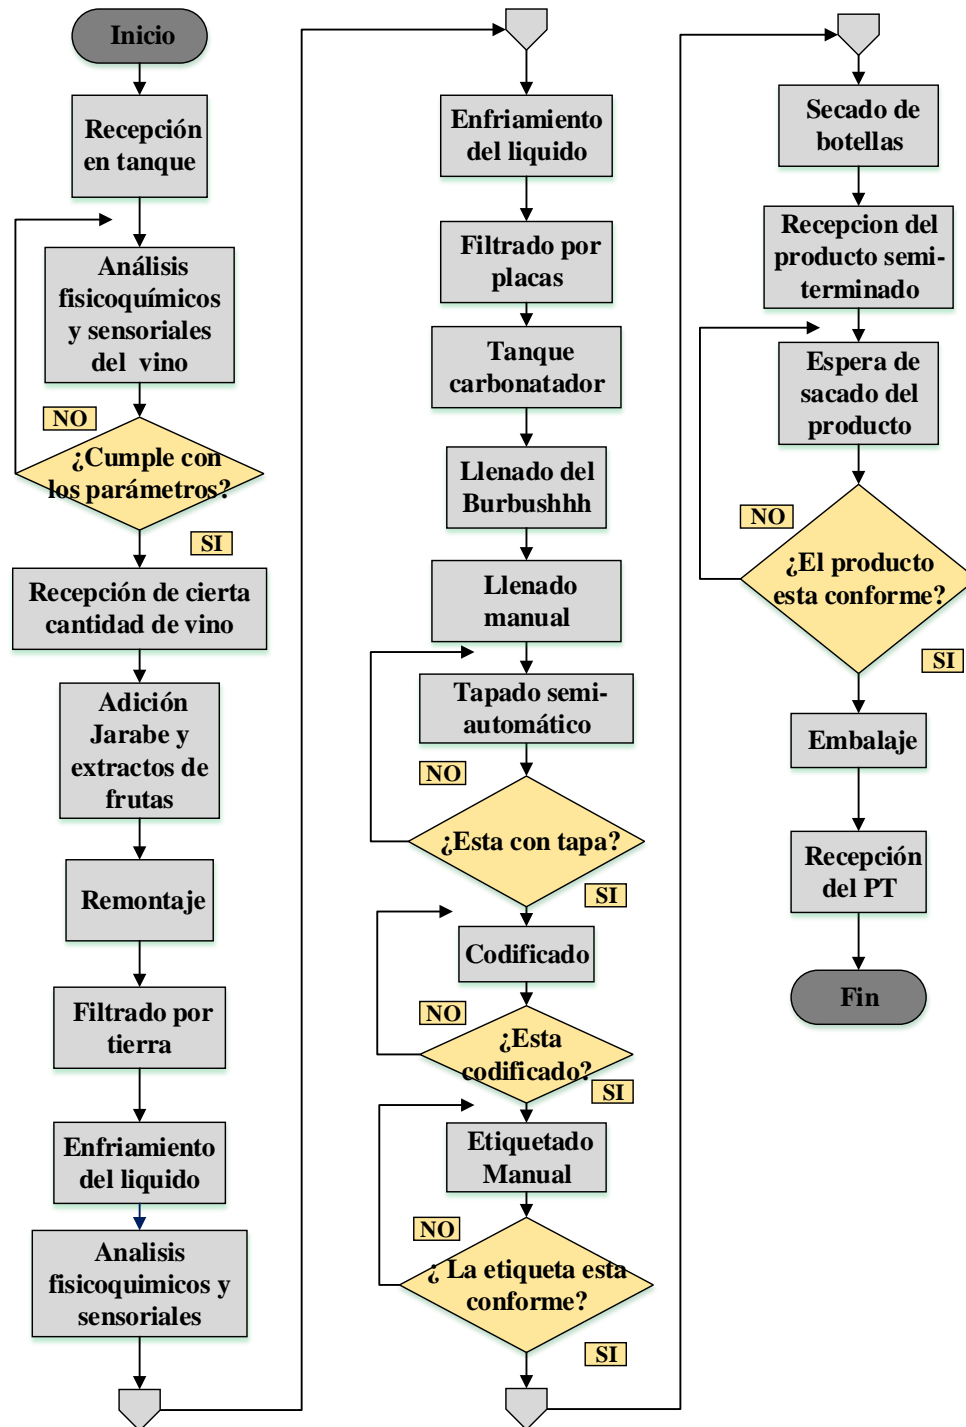 Inicio
Recepción
en tanque
Análisis
fisicoquímicos
y sensoriales
del vino
NO
¿Cumple con
los parámetros?
SI
Recepción de cierta
cantidad de vino
Adición
Jarabe y
extractos de
frutas
Remontaje
Filtrado por
tierra
Enfriamiento
del liquido
Analisis
fisicoquimicos y
sensoriales
Enfriamiento
del liquido
Filtrado por
placas
Tanque
carbonatador
Llenado del
Burbushhh
Llenado
manual
Tapado semi-
automático
NO
¿Esta con tapa?
SI
Codificado
NO
¿Esta
codificado?
SI
Etiquetado
Manual
NO
¿ La etiqueta esta
conforme?
SI
Secado de
botellas
Recepcion del
producto semi-
terminado
Espera de
sacado del
producto
NO
¿El producto
esta conforme?
SI
Embalaje
Recepción
del PT
Fin